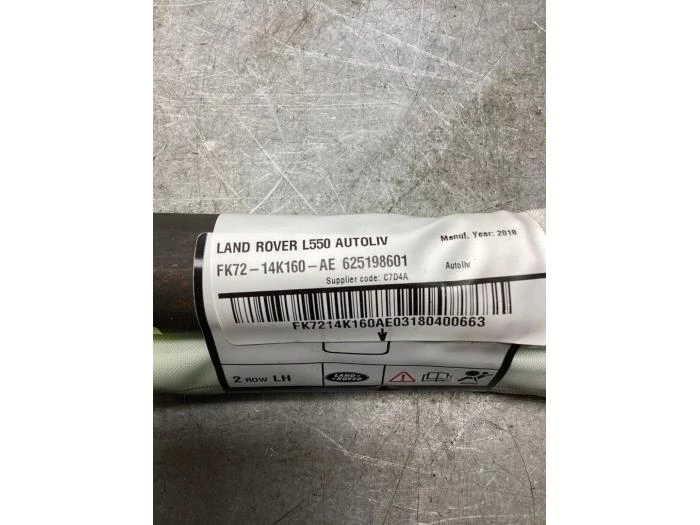 LAND ROVER L550 AUTOLIV
Manuf. Year: 2018
FK72-14K160-AE 625198601
Autoliv
Supplier code: C7D4A
FK7214K160AE03180400663
2 ROW LH
LAND ROVER